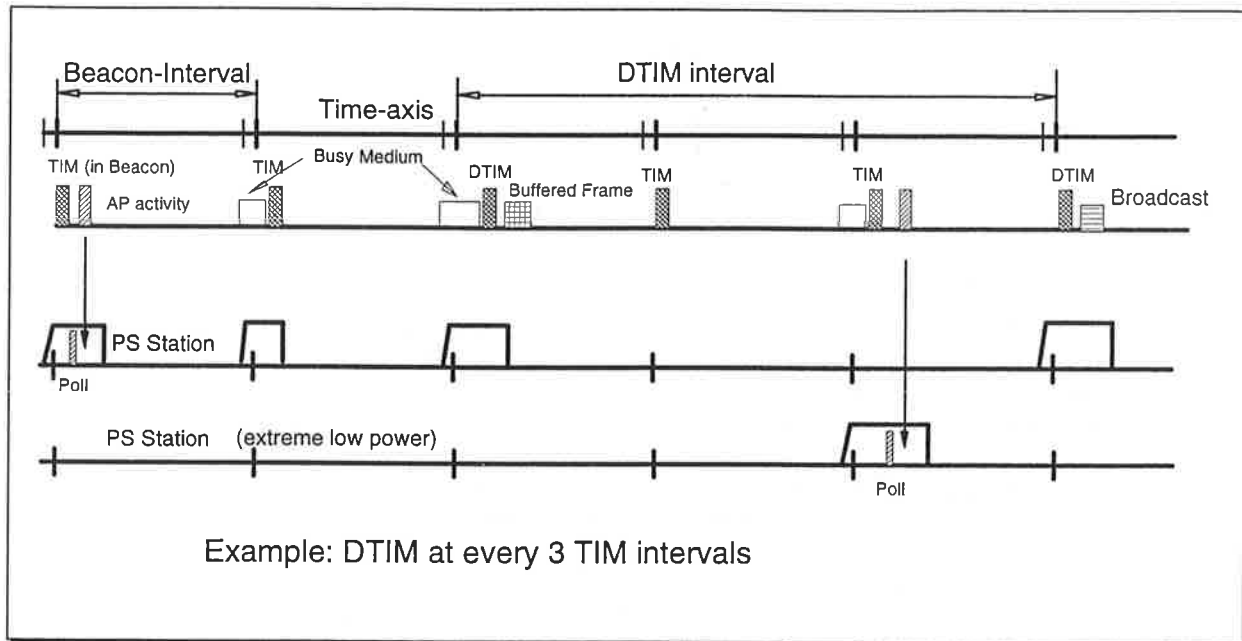 Beacon-Interval
DTIM interval
Time-axis
TIM (in Beacon)
TIM
Busy Medium
DTIM
Buffered Frame
TIM
TIM
DTIM
Broadcast
AP activity
PS Station
Poll
PS Station (extreme low power)
Poll
Example: DTIM at every 3 TIM intervals